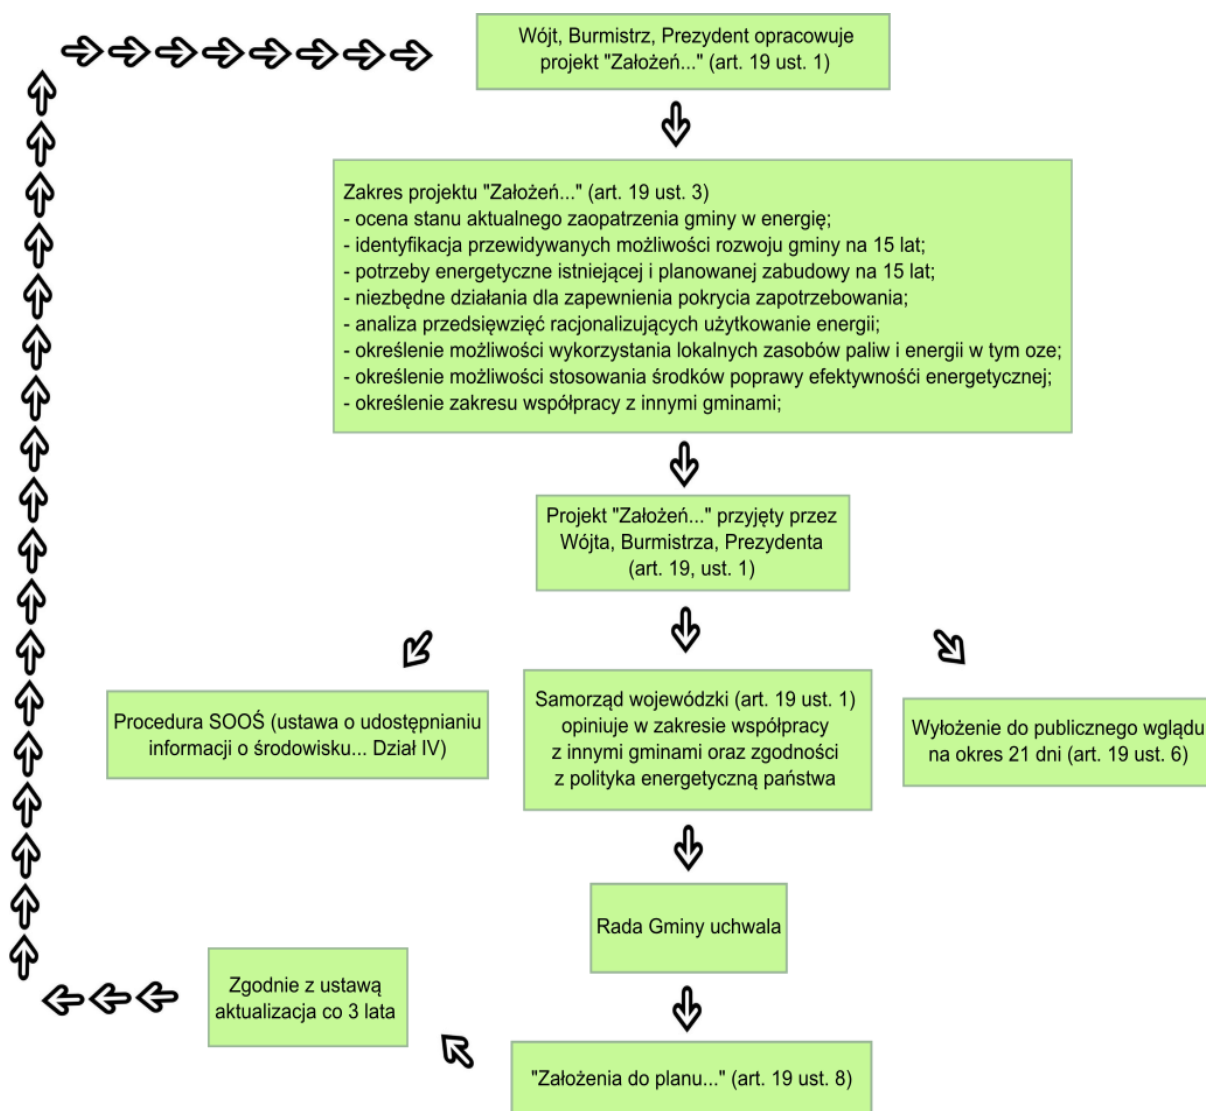 Wójt, Burmistrz, Prezydent opracowuje
projekt "Założeń..." (art. 19 ust. 1)
Zakres projektu "Założeń..." (art. 19 ust. 3)
- ocena stanu aktualnego zaopatrzenia gminy w energię;
- identyfikacja przewidywanych możliwości rozwoju gminy na 15 lat;
- potrzeby energetyczne istniejącej i planowanej zabudowy na 15 lat;
- niezbędne działania dla zapewnienia pokrycia zapotrzebowania;
- analiza przedsięwzięć racjonalizujących użytkowanie energii;
- określenie możliwości wykorzystania lokalnych zasobów paliw i energii w tym oze;
- określenie możliwości stosowania środków poprawy efektywnośći energetycznej;
- określenie zakresu współpracy z innymi gminami;
Projekt "Założeń..." przyjęty przez
Wójta, Burmistrza, Prezydenta
(art. 19, ust. 1)
Procedura SOOŚ (ustawa o udostępnianiu
informacji o środowisku... Dział IV)
Samorząd wojewódzki (art. 19 ust. 1)
opiniuje w zakresie współpracy
z innymi gminami oraz zgodności
z polityka energetyczną państwa
Wyłożenie do publicznego wglądu
na okres 21 dni (art. 19 ust. 6)
Rada Gminy uchwala
Zgodnie z ustawą
aktualizacja co 3 lata
"Założenia do planu..." (art. 19 ust. 8)